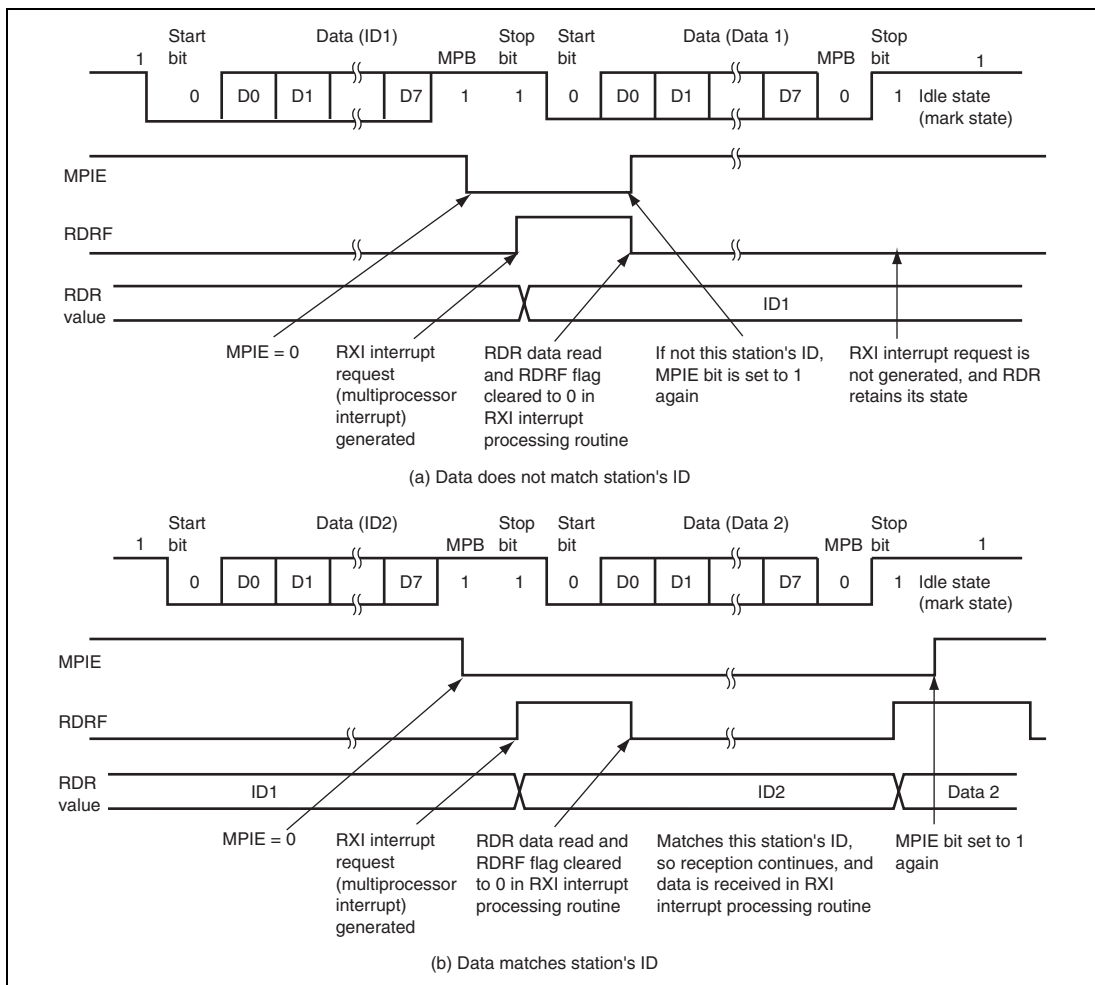 Start bit Data (ID1) MPB Stop bit Start bit Data (Data 1) MPB Stop bit
1 1
0 D0 D1 D7 1 1 0 D0 D1 D7 0 1 Idle state (mark state)
MPIE
RDRF
RDR value
ID1
MPIE = 0
RXI interrupt
request
(multiprocessor
interrupt)
generated
RDR data read
and RDRF flag
cleared to 0 in
RXI interrupt
processing routine
If not this station's ID,
MPIE bit is set to 1
again
RXI interrupt request is
not generated, and RDR
retains its state
(a) Data does not match station's ID
Start bit Data (ID2) MPB Stop bit Start bit Data (Data 2) MPB Stop bit
1 1
0 D0 D1 D7 1 1 0 D0 D1 D7 0 1 Idle state (mark state)
MPIE
RDRF
RDR value
ID1 ID2 Data 2
MPIE = 0
RXI interrupt
request
(multiprocessor
interrupt)
generated
RDR data read and
RDRF flag cleared
to 0 in RXI interrupt
processing routine
Matches this station's ID,
so reception continues, and
data is received in RXI
interrupt processing routine
MPIE bit set to 1
again
(b) Data matches station's ID